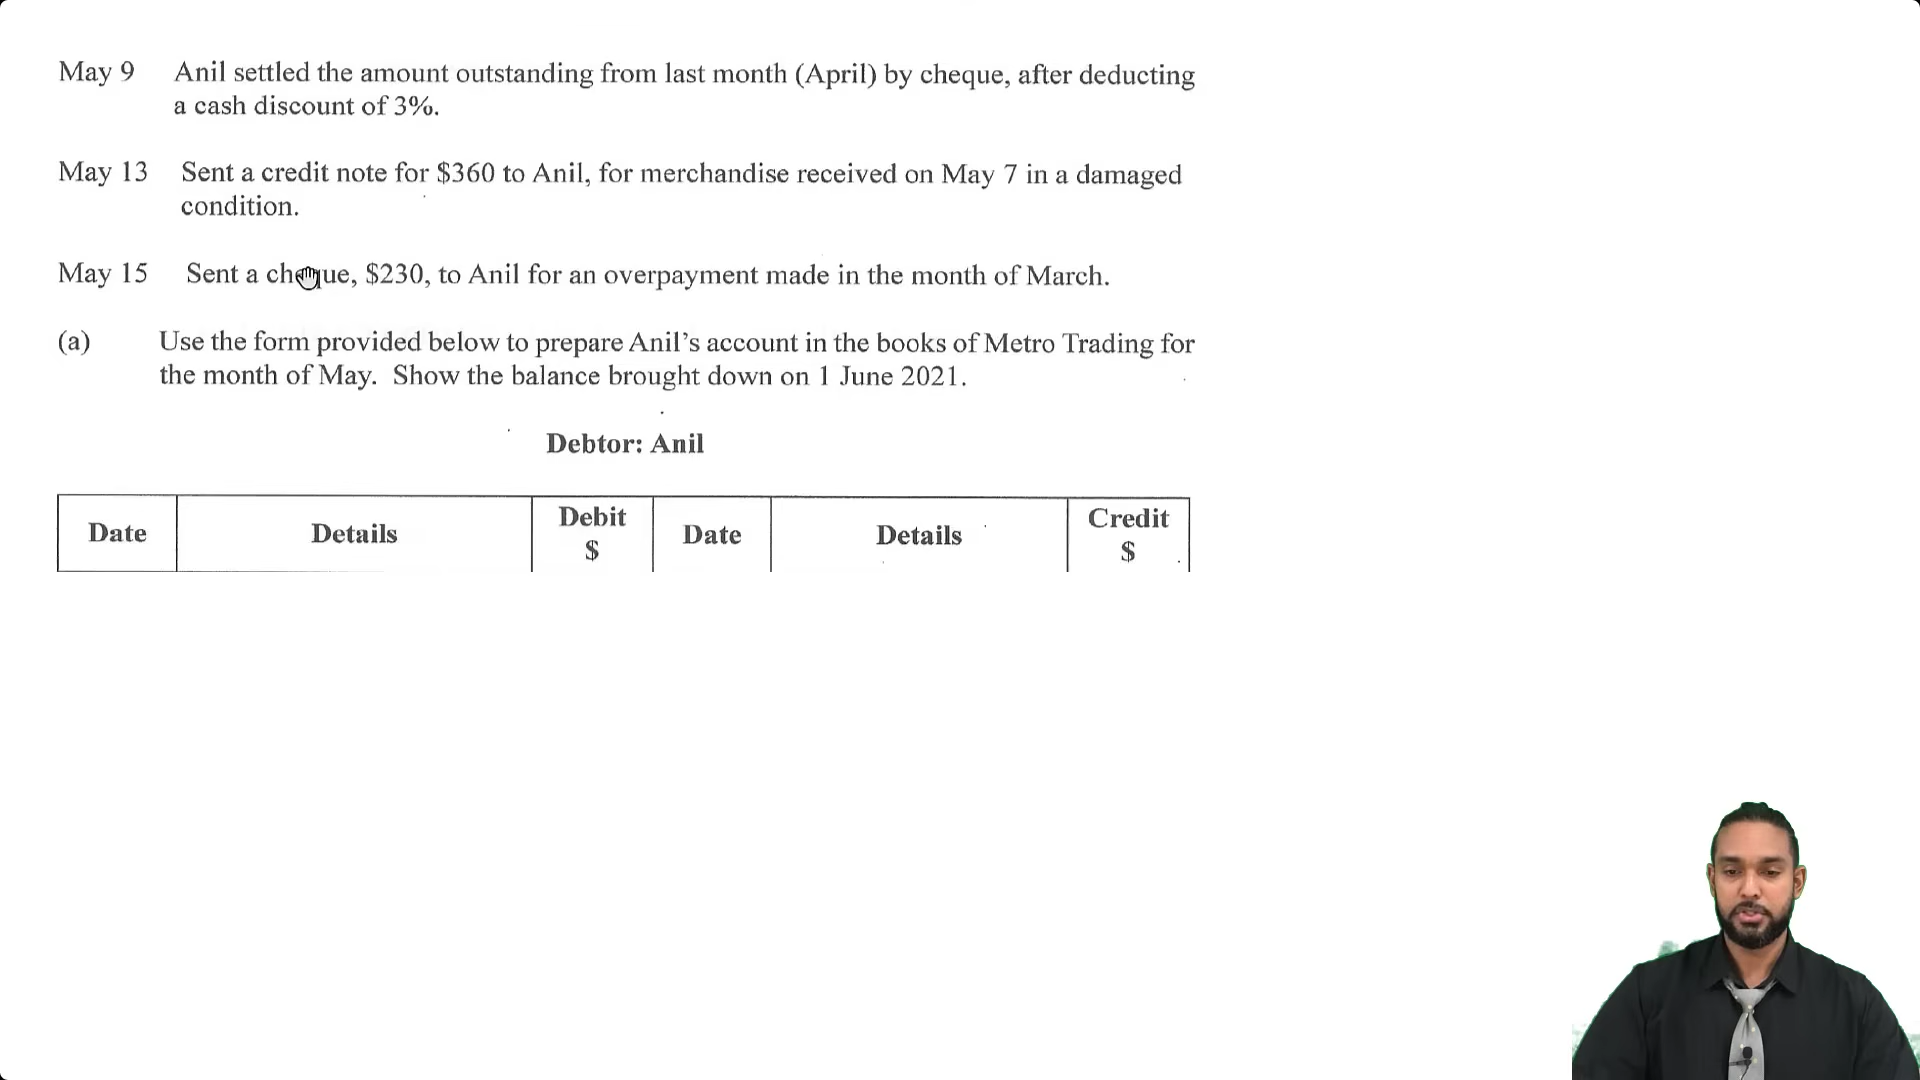 May 9 Anil settled the amount outstanding from last month (April) by cheque, after deducting
a cash discount of 3%.
May 13 Sent a credit note for $360 to Anil, for merchandise received on May 7 in a damaged
condition.
May 15 Sent a cheque, $230, to Anil for an overpayment made in the month of March.
(a) Use the form provided below to prepare Anil's account in the books of Metro Trading for
the month of May. Show the balance brought down on 1 June 2021.
Debtor: Anil
Date Details Debit $ Date Details Credit $